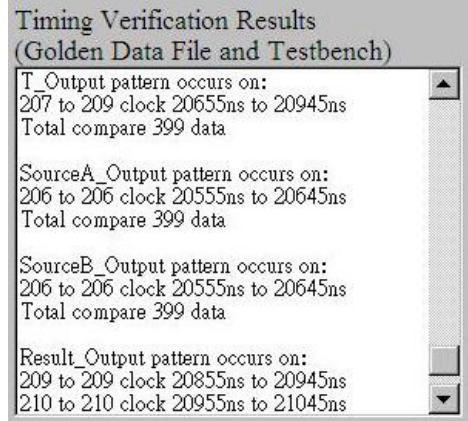 Timing Verification Results
(Golden Data File and Testbench)
T_Output pattern occurs on:
207 to 209 clock 20655ns to 20945ns
Total compare 399 data
SourceA_Output pattern occurs on:
206 to 206 clock 20555ns to 20645ns
Total compare 399 data
SourceB_Output pattern occurs on:
206 to 206 clock 20555ns to 20645ns
Total compare 399 data
Result_Output pattern occurs on:
209 to 209 clock 20855ns to 20945ns
210 to 210 clock 20955ns to 21045ns